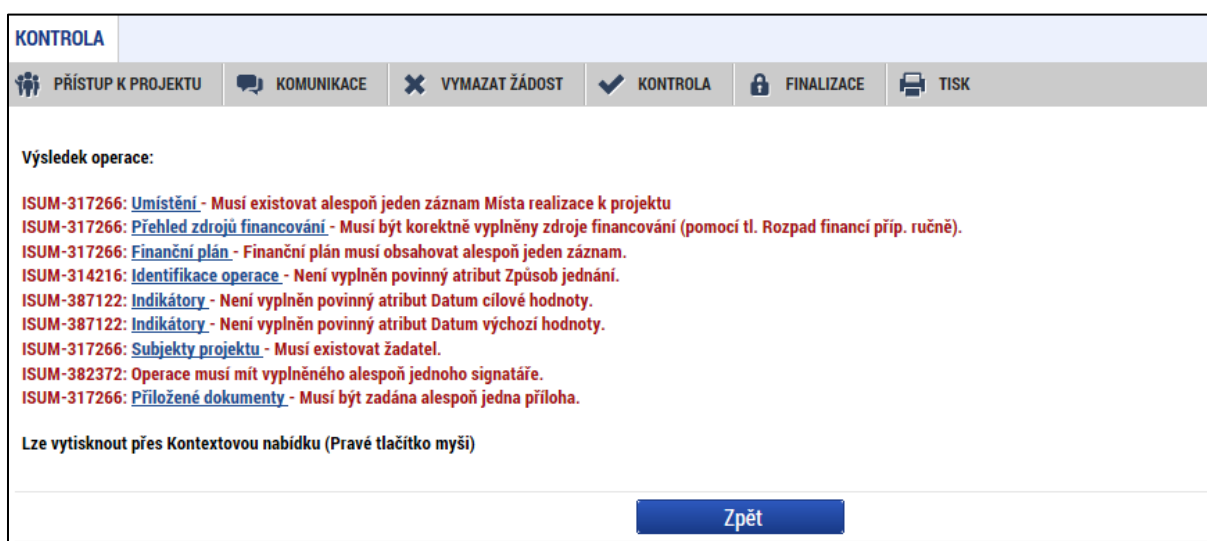 KONTROLA
PŘÍSTUP K PROJEKTU KOMUNIKACE VYMAZAT ŽÁDOST KONTROLA FINALIZACE TISK
Výsledek operace:
ISUM-317266: Umístění - Musí existovat alespoň jeden záznam Místa realizace k projektu
ISUM-317266: Přehled zdrojů financování - Musí být korektně vyplněny zdroje financování (pomocí tl. Rozpad financí příp. ručně).
ISUM-317266: Finanční plán - Finanční plán musí obsahovat alespoň jeden záznam.
ISUM-314216: Identifikace operace - Není vyplněn povinný atribut Způsob jednání.
ISUM-387122: Indikátory - Není vyplněn povinný atribut Datum cílové hodnoty.
ISUM-387122: Indikátory - Není vyplněn povinný atribut Datum výchozí hodnoty.
ISUM-317266: Subjekty projektu - Musí existovat žadatel.
ISUM-382372: Operace musí mít vyplněného alespoň jednoho signatáře.
ISUM-317266: Přiložené dokumenty - Musí být zadána alespoň jedna příloha.
Lze vytisknout přes Kontextovou nabídku (Pravé tlačítko myši)
Zpět